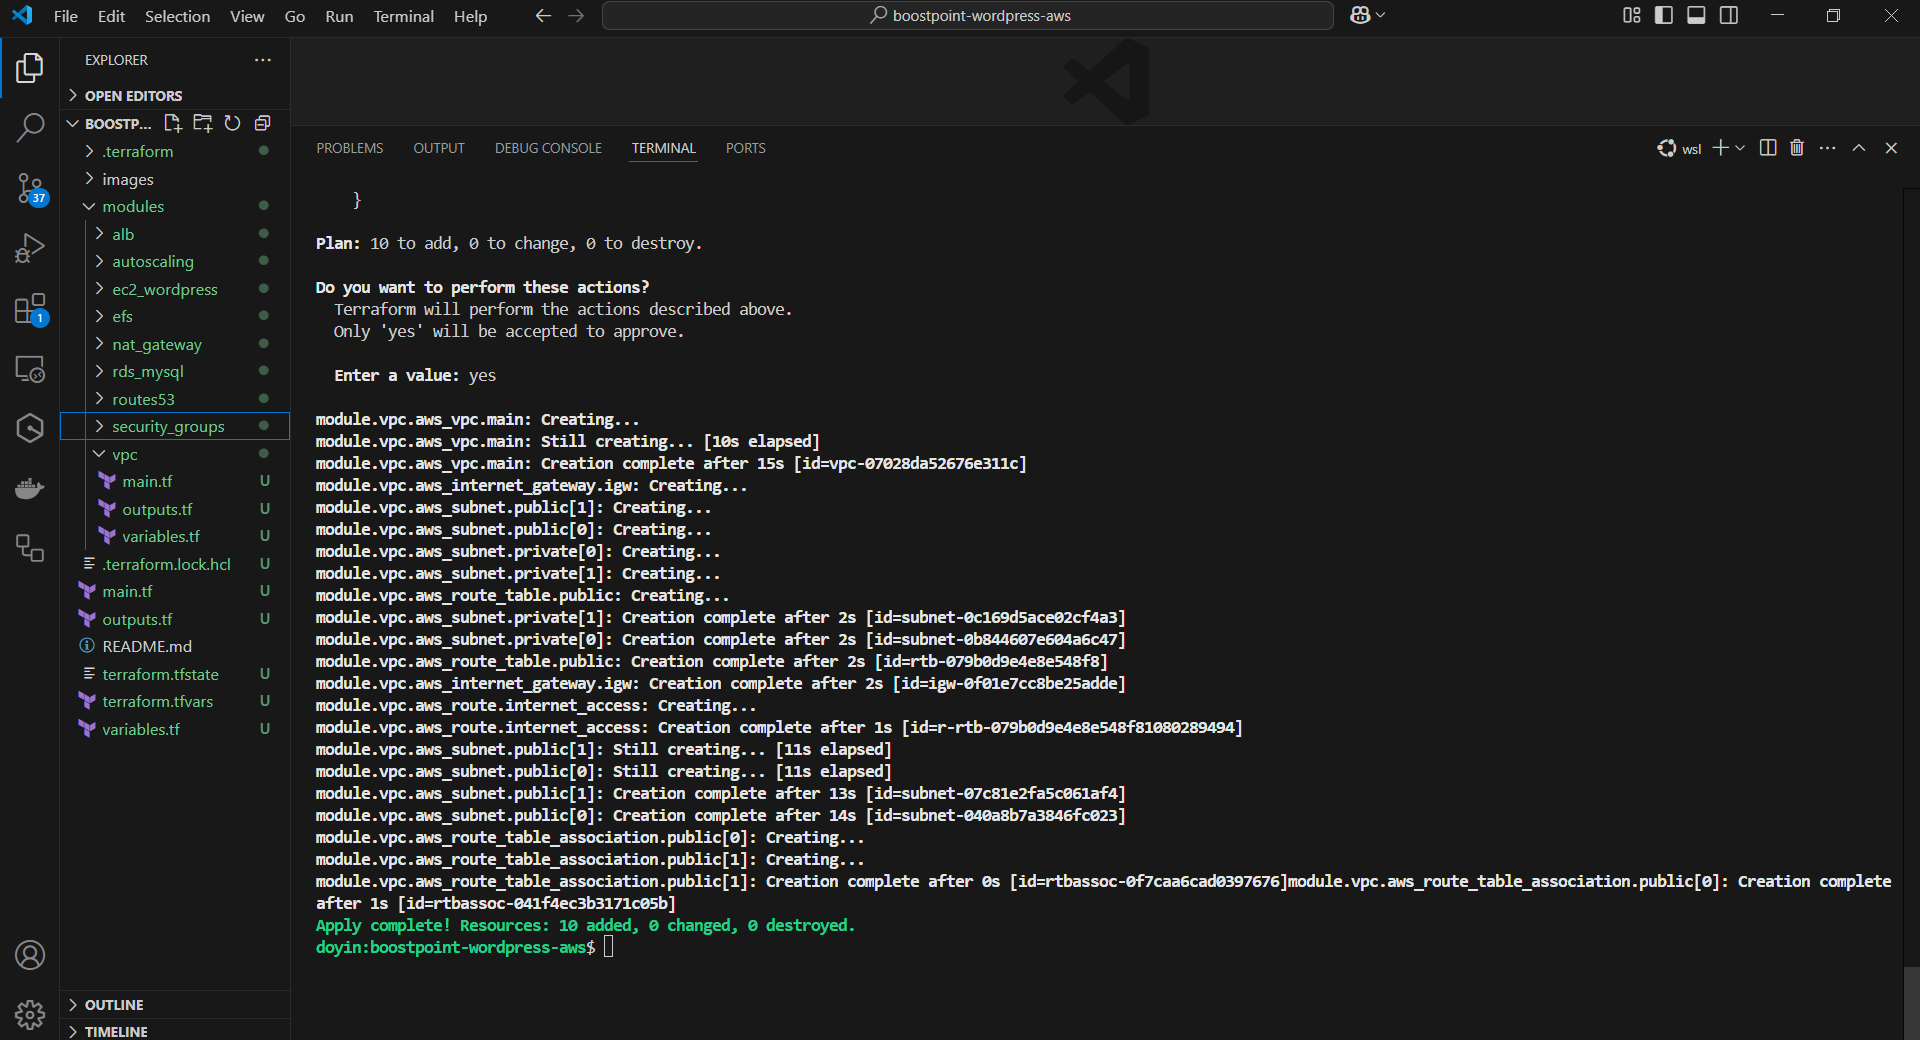 File Edit Selection View Go Run Terminal Help
boostpoint-wordpress-aws
EXPLORER
OPEN EDITORS
BOOSTP...
.terraform
images
modules
alb
autoscaling
ec2_wordpress
efs
nat_gateway
rds_mysql
routes53
security_groups
vpc
main.tf U
outputs.tf U
variables.tf U
.terraform.lock.hcl U
main.tf U
outputs.tf U
README.md
terraform.tfstate U
terraform.tfvars U
variables.tf U
OUTLINE
TIMELINE
37
1
PROBLEMS OUTPUT DEBUG CONSOLE TERMINAL PORTS
wsl
}
Plan: 10 to add, 0 to change, 0 to destroy.
Do you want to perform these actions?
Terraform will perform the actions described above.
Only 'yes' will be accepted to approve.
Enter a value: yes
module.vpc.aws_vpc.main: Creating...
module.vpc.aws_vpc.main: Still creating... [10s elapsed]
module.vpc.aws_vpc.main: Creation complete after 15s [id=vpc-07028da52676e311c]
module.vpc.aws_internet_gateway.igw: Creating...
module.vpc.aws_subnet.public[1]: Creating...
module.vpc.aws_subnet.public[0]: Creating...
module.vpc.aws_subnet.private[0]: Creating...
module.vpc.aws_subnet.private[1]: Creating...
module.vpc.aws_route_table.public: Creating...
module.vpc.aws_subnet.private[1]: Creation complete after 2s [id=subnet-0c169d5ace02cf4a3]
module.vpc.aws_subnet.private[0]: Creation complete after 2s [id=subnet-0b844607e604a6c47]
module.vpc.aws_route_table.public: Creation complete after 2s [id=rtb-079b0d9e4e8e548f8]
module.vpc.aws_internet_gateway.igw: Creation complete after 2s [id=igw-0f01e7cc8be25adde]
module.vpc.aws_route.internet_access: Creating...
module.vpc.aws_route.internet_access: Creation complete after 1s [id=r-rtb-079b0d9e4e8e548f81080289494]
module.vpc.aws_subnet.public[1]: Still creating... [11s elapsed]
module.vpc.aws_subnet.public[0]: Still creating... [11s elapsed]
module.vpc.aws_subnet.public[1]: Creation complete after 13s [id=subnet-07c81e2fa5c061af4]
module.vpc.aws_subnet.public[0]: Creation complete after 14s [id=subnet-040a8b7a3846fc023]
module.vpc.aws_route_table_association.public[0]: Creating...
module.vpc.aws_route_table_association.public[1]: Creating...
module.vpc.aws_route_table_association.public[1]: Creation complete after 0s [id=rtbassoc-0f7caa6cad0397676]module.vpc.aws_route_table_association.public[0]: Creation complete
after 1s [id=rtbassoc-041f4ec3b3171c05b]
Apply complete! Resources: 10 added, 0 changed, 0 destroyed.
doyin:boostpoint-wordpress-aws$